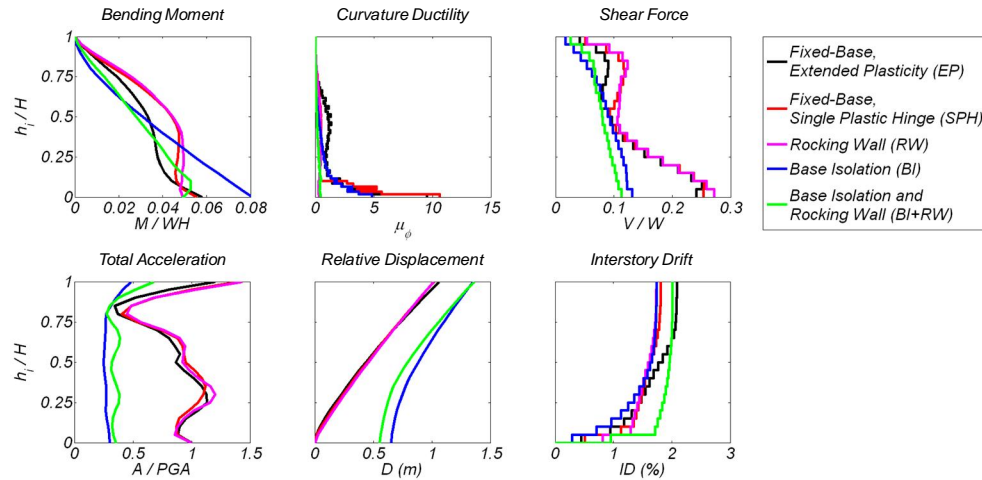 Bending Moment
Curvature Ductility
Shear Force
h_i/H
1
0.75
0.5
0.25
0
0 0.02 0.04 0.06 0.08
M / WH
0 5 10 15
μ_ϕ
0 0.1 0.2 0.3
V / W
Fixed-Base,
Extended Plasticity (EP)
Fixed-Base,
Single Plastic Hinge (SPH)
Rocking Wall (RW)
Base Isolation (BI)
Base Isolation and
Rocking Wall (BI+RW)
Total Acceleration
Relative Displacement
Interstory Drift
h_i/H
1
0.75
0.5
0.25
0
0 0.5 1 1.5
A / PGA
0 0.5 1 1.5
D (m)
0 1 2 3
ID (%)